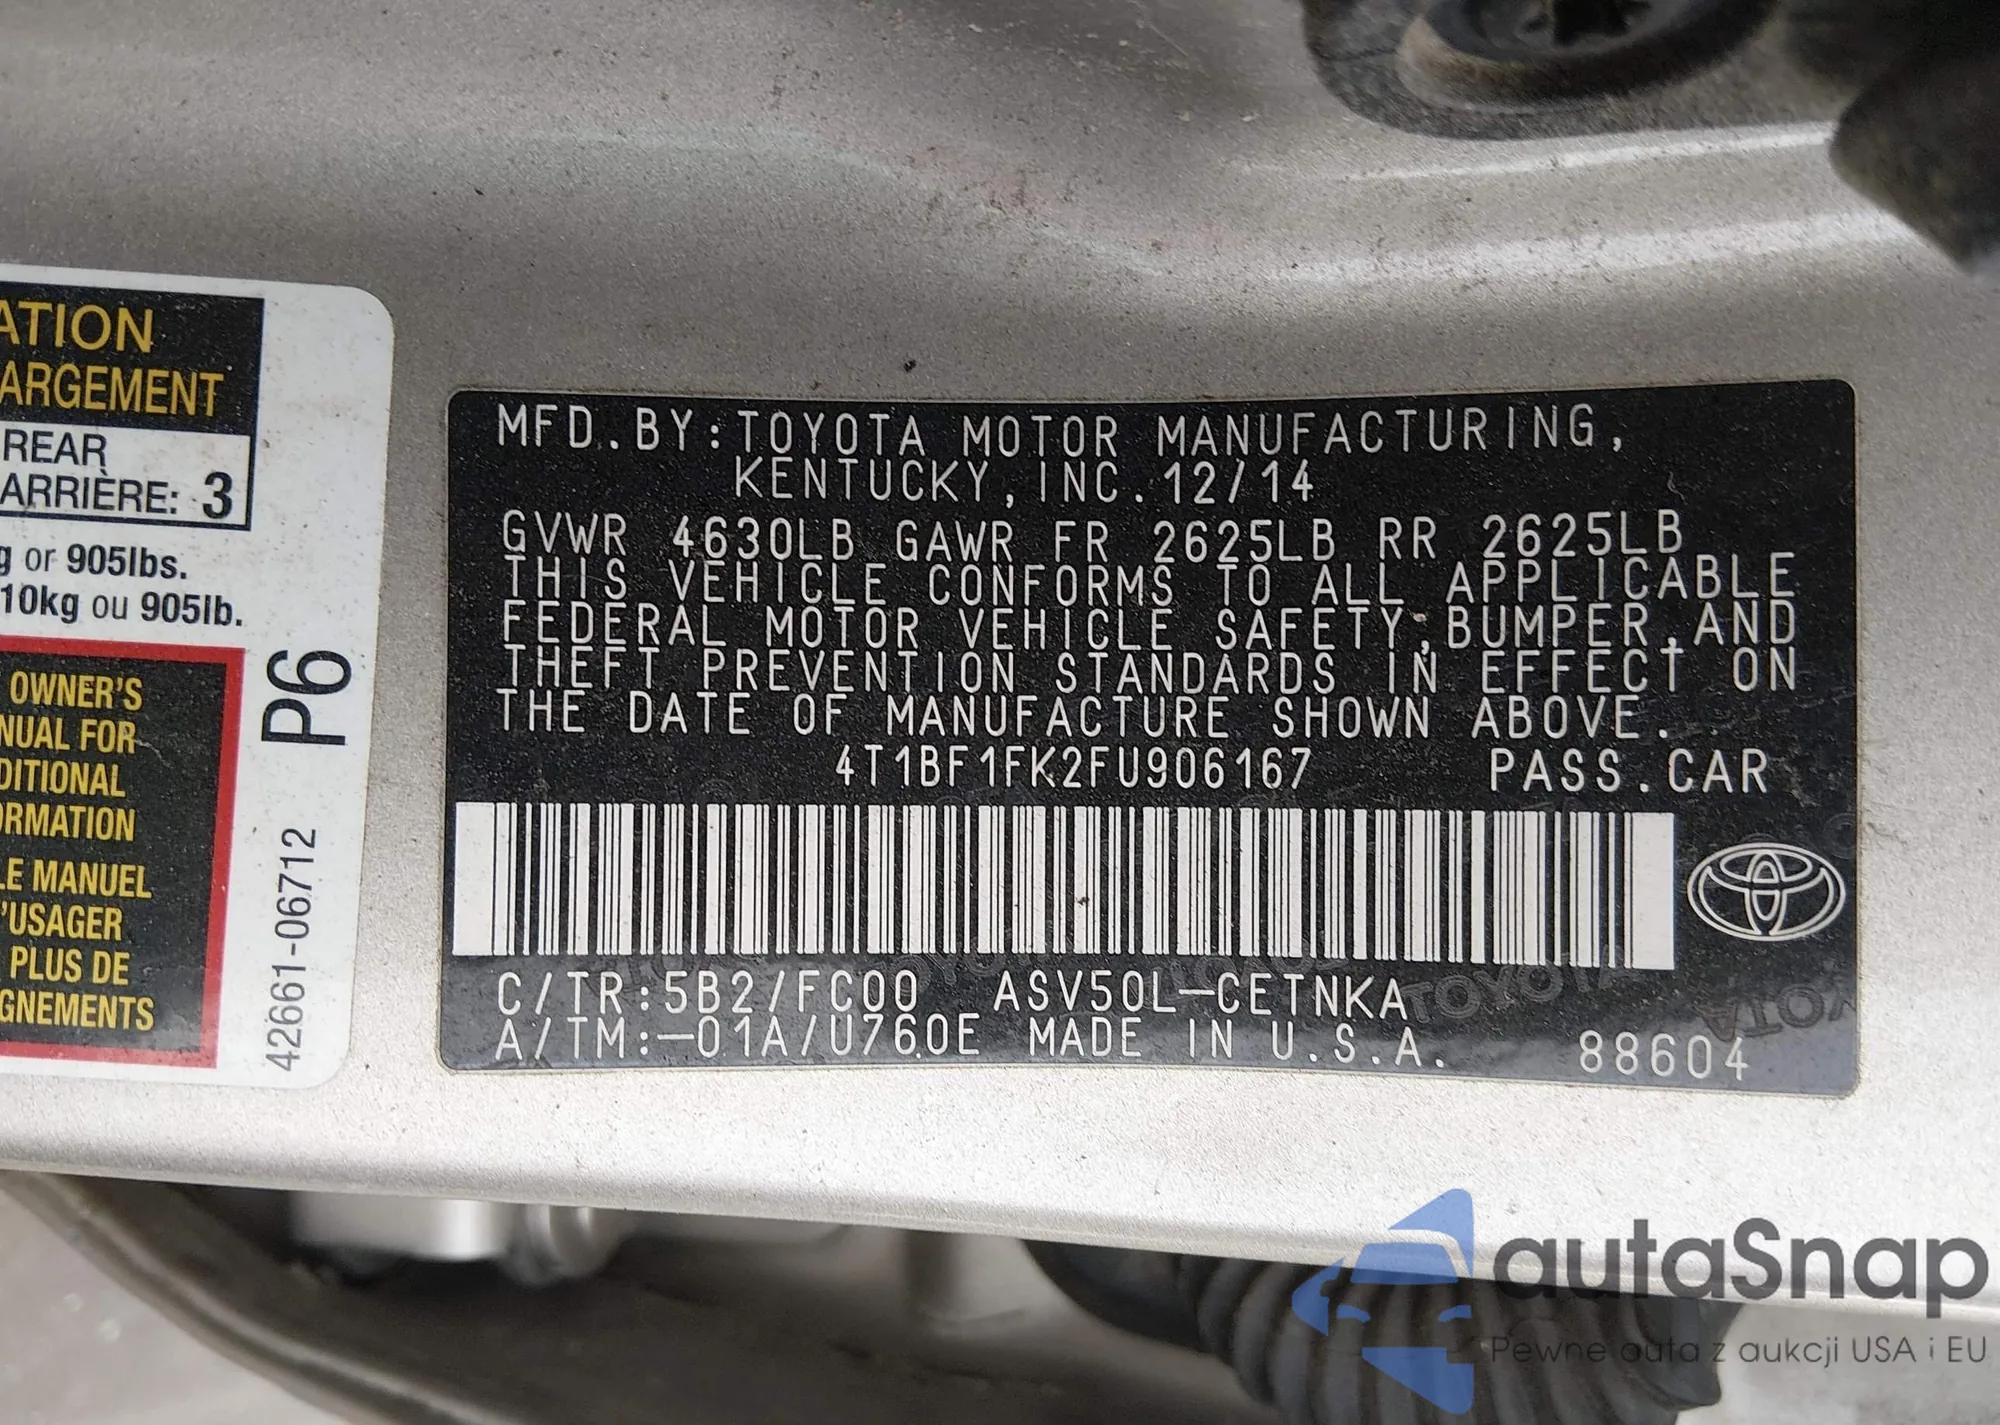 ATION
ARGEMENT
REAR
ARRIÈRE: 3
g or 905lbs.
10kg ou 905lb.
OWNER'S
NUAL FOR
DITIONAL
ORMATION
LE MANUEL
'USAGER
PLUS DE
GNEMENTS
P6
42661-06712
MFD. BY: TOYOTA MOTOR MANUFACTURING,
KENTUCKY, INC. 12/14
GVWR 4630LB GAWR FR 2625LB RR 2625LB
THIS VEHICLE CONFORMS TO ALL APPLICABLE
FEDERAL MOTOR VEHICLE SAFETY, BUMPER, AND
THEFT PREVENTION STANDARDS IN EFFECT ON
THE DATE OF MANUFACTURE SHOWN ABOVE.
4T1BF1FK2FU906167 PASS. CAR
C/TR:5B2/FC00 ASV50L-CETNKA
A/TM:-01A/U760E MADE IN U.S.A. 88604
TOYOTA
autaSnap
Pewne auta z aukcji USA i EU